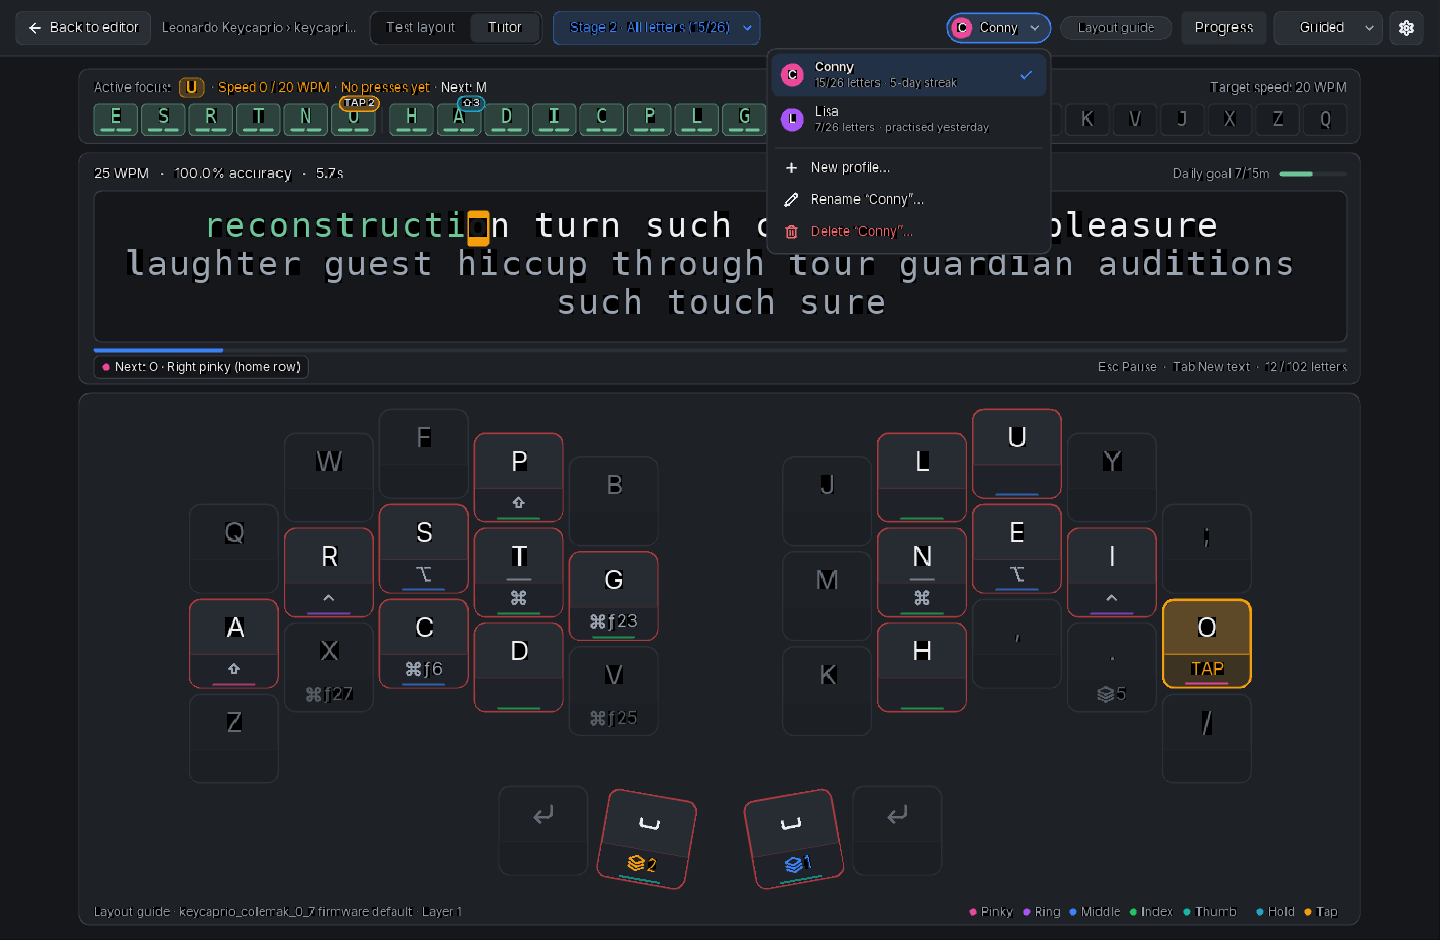 Back to editor
Leonardo Keycaprio › keycapri...
Test layout
Tutor
Stage 2 · All letters (15/26)
C Conny
Layout guide
Progress
Guided
Active focus: U · Speed 0 / 20 WPM · No presses yet · Next: M
Target speed: 20 WPM
TAP 2
⇧3
E S R T N O H A D I C P L G K V J X Z Q
C Conny
15/26 letters · 5-day streak
L Lisa
7/26 letters · practised yesterday
New profile...
Rename “Conny”...
Delete “Conny”...
25 WPM · 100.0% accuracy · 5.7s
Daily goal 7/15m
reconstruction turn such pleasure
laughter guest hiccup through tour guardian auditions
such touch sure
Next: O · Right pinky (home row)
Esc Pause · Tab New text · 12 / 102 letters
F U
W P L Y
B J
Q S E ;
R T N I
⌥ ⌥
G M
^ ⌘ ⌘ ^
⌘ƒ23
A C , O
X D H .
⇧ ⌘ƒ6 TAP
V K
⌘ƒ27 5
⌘ƒ25
Z /
2 1
Layout guide · keycaprio_colemak_0_7 firmware default · Layer 1
Pinky Ring Middle Index Thumb Hold Tap